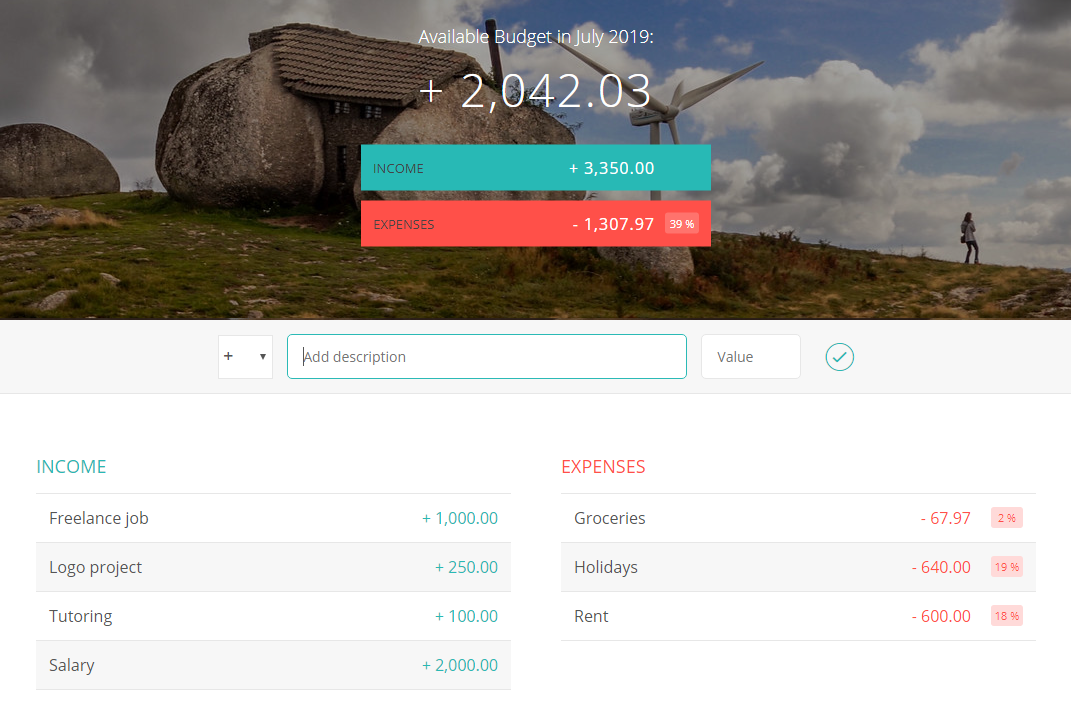 Available Budget in July 2019:
+ 2,042.03
INCOME + 3,350.00
EXPENSES - 1,307.97 39 %
+ Add description Value
INCOME
Freelance job + 1,000.00
Logo project + 250.00
Tutoring + 100.00
Salary + 2,000.00
EXPENSES
Groceries - 67.97 2 %
Holidays - 640.00 19 %
Rent - 600.00 18 %